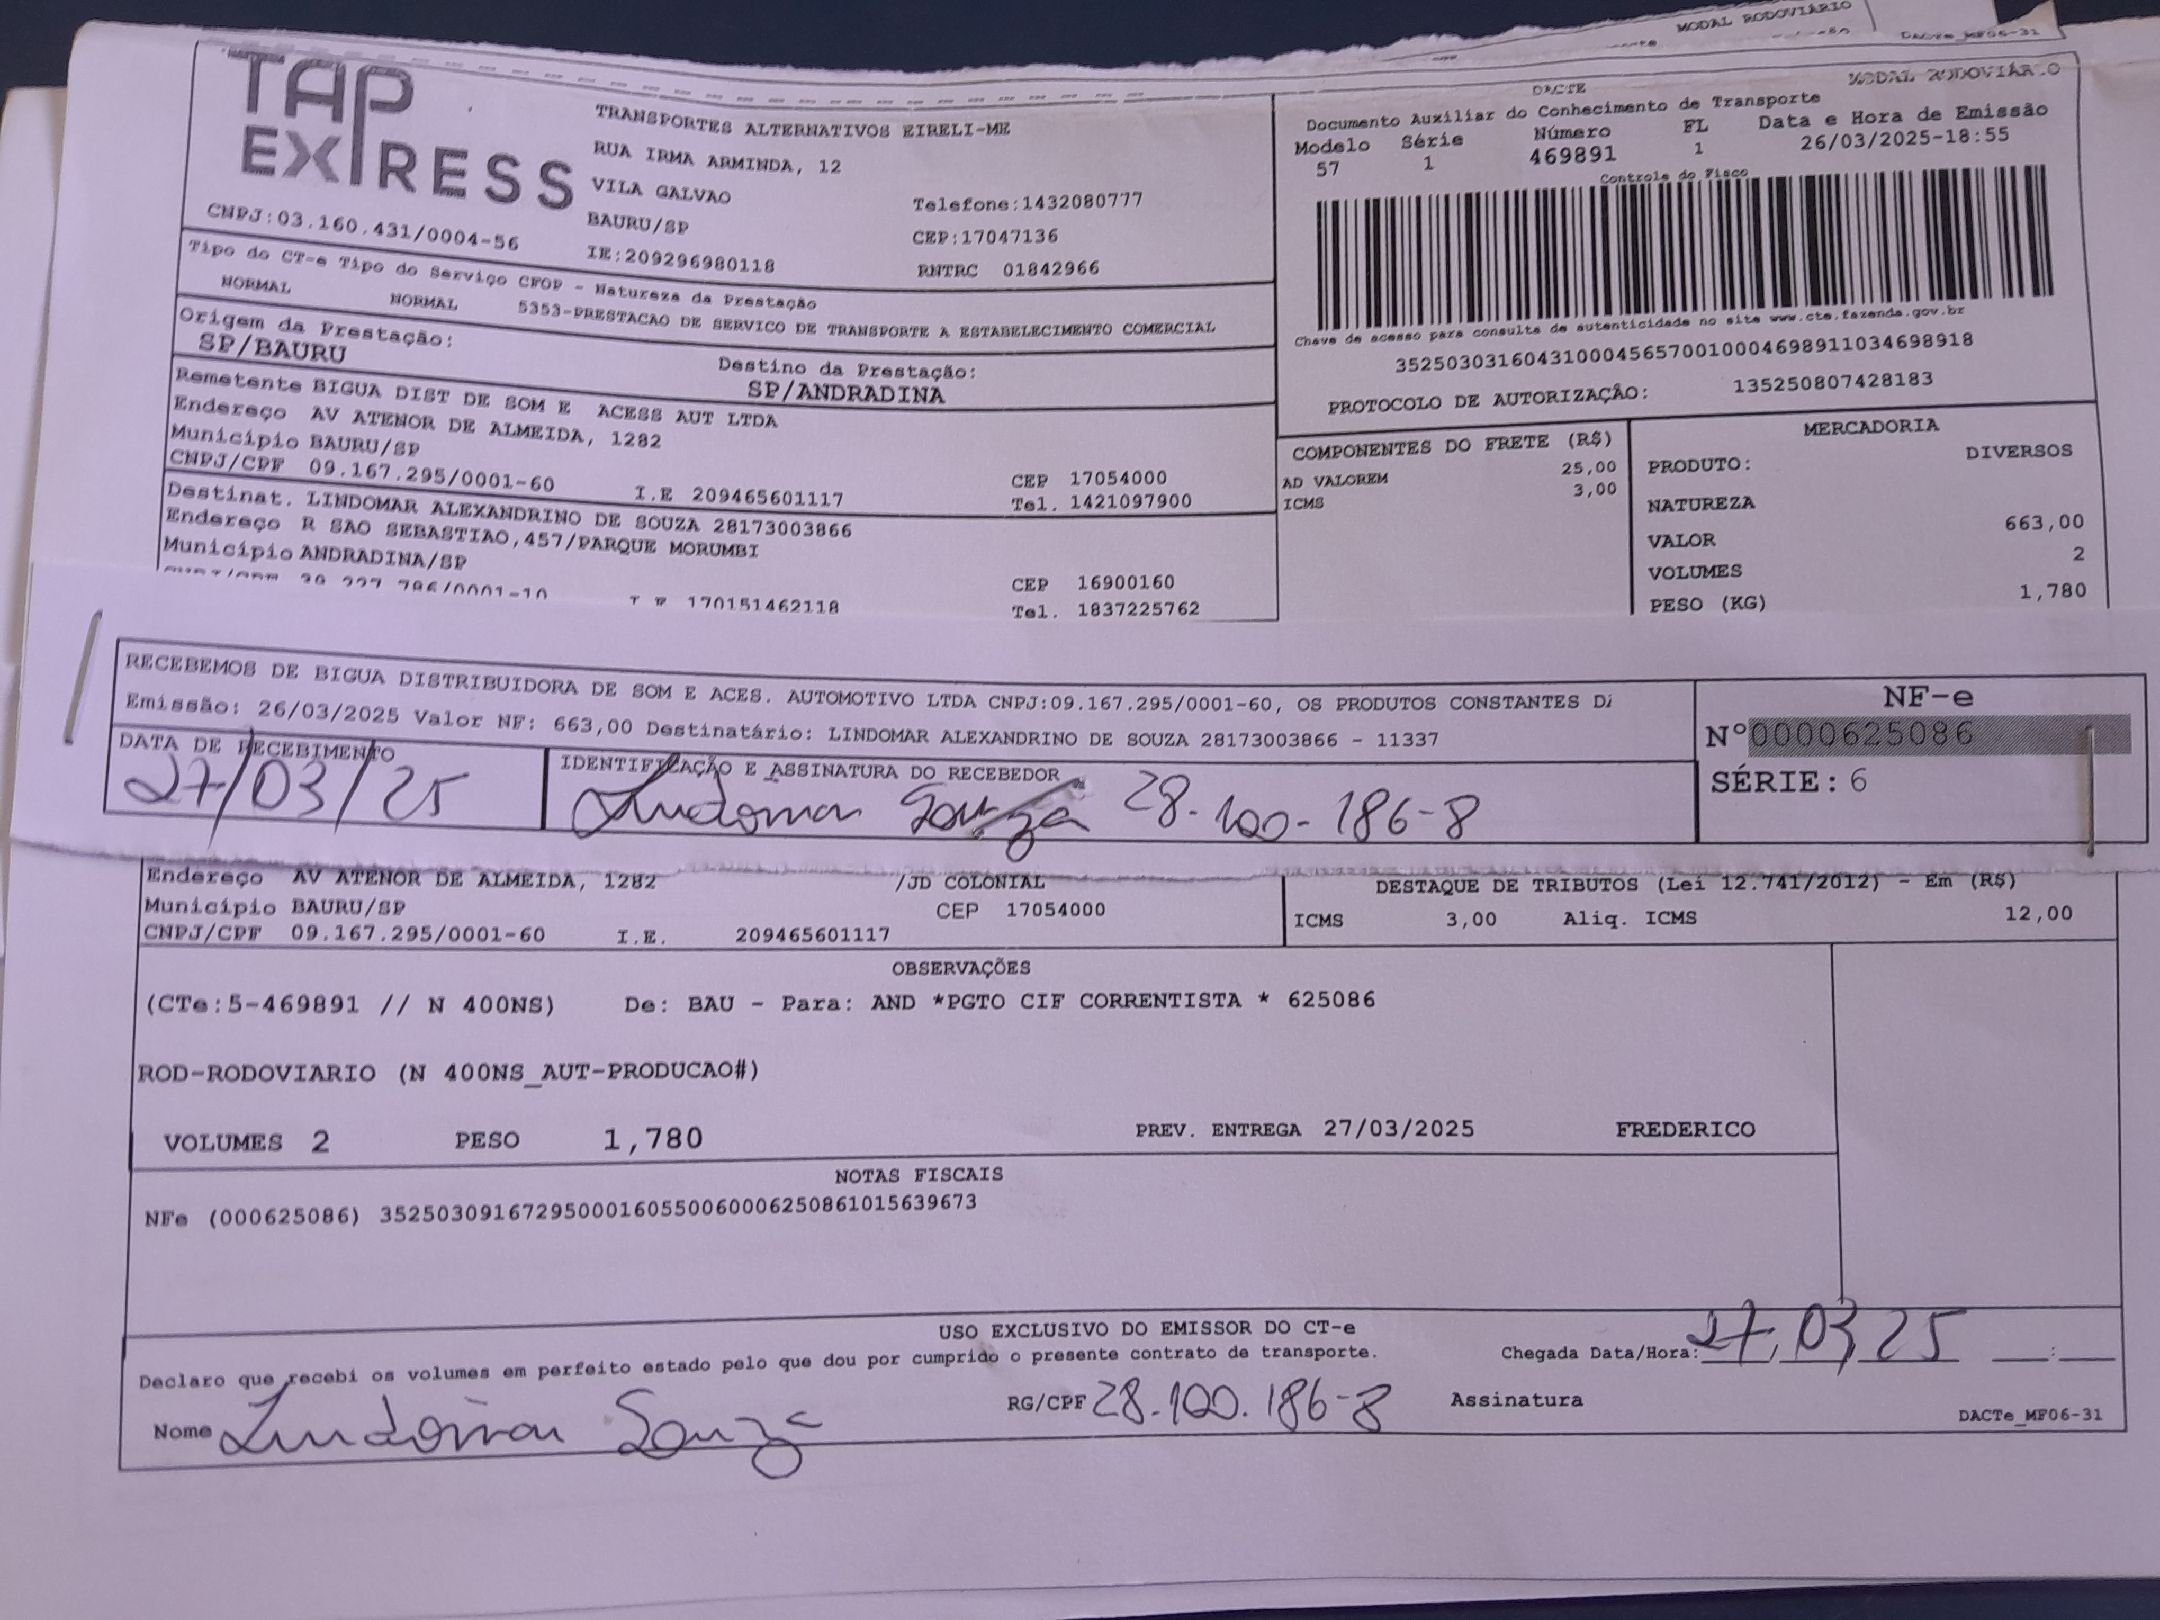 MODAL RODOVIÁRIO
DACTe_MF06-31
MODAL RODOVIÁRIO
TAP EXPRESS
CNPJ:03.160.431/0004-56
TRANSPORTES ALTERNATIVOS EIRELI-ME
RUA IRMA ARMINDA, 12
VILA GALVAO
BAURU/SP
IE:209296980118
Telefone:1432080777
CEP:17047136
RNTRC 01842966
DACTE
Documento Auxiliar do Conhecimento de Transporte
Modelo Série Número FL Data e Hora de Emissão
57 1 469891 1 26/03/2025-18:55
Controle do Fisco
Chave de acesso para consulta de autenticidade no site www.cte.fazenda.gov.br
35250303160431000456570010004698911034698918
PROTOCOLO DE AUTORIZAÇÃO: 135250807428183
Tipo do CT-e Tipo do Serviço CFOP - Natureza da Prestação
NORMAL NORMAL 5353-PRESTACAO DE SERVICO DE TRANSPORTE A ESTABELECIMENTO COMERCIAL
Origem da Prestação: Destino da Prestação:
SP/BAURU SP/ANDRADINA
Remetente BIGUA DIST DE SOM E ACESS AUT LTDA
Endereço AV ATENOR DE ALMEIDA, 1282
Município BAURU/SP CEP 17054000
CNPJ/CPF 09.167.295/0001-60 I.E 209465601117 Tel. 1421097900
Destinat. LINDOMAR ALEXANDRINO DE SOUZA 28173003866
Endereço R SAO SEBASTIAO,457/PARQUE MORUMBI
Município ANDRADINA/SP CEP 16900160
170151462118 Tel. 1837225762
COMPONENTES DO FRETE (R$)
AD VALOREM 25,00
ICMS 3,00
MERCADORIA
PRODUTO: DIVERSOS
NATUREZA
VALOR 663,00
VOLUMES 2
PESO (KG) 1,780
RECEBEMOS DE BIGUA DISTRIBUIDORA DE SOM E ACES. AUTOMOTIVO LTDA CNPJ:09.167.295/0001-60, OS PRODUTOS CONSTANTES
Emissão: 26/03/2025 Valor NF: 663,00 Destinatário: LINDOMAR ALEXANDRINO DE SOUZA 28173003866 - 11337
DATA DE RECEBIMENTO
27/03/25
IDENTIFICAÇÃO E ASSINATURA DO RECEBEDOR
Lindomar Souza 28.100-186-8
NF-e
Nº0000625086
SÉRIE: 6
Endereço AV ATENOR DE ALMEIDA, 1282 /JD COLONIAL
Município BAURU/SP CEP 17054000
CNPJ/CPF 09.167.295/0001-60 I.E. 209465601117
DESTAQUE DE TRIBUTOS (Lei 12.741/2012) - Em (R$)
ICMS 3,00 Aliq. ICMS 12,00
OBSERVAÇÕES
(CTe:5-469891 // N 400NS) De: BAU - Para: AND *PGTO CIF CORRENTISTA * 625086
ROD-RODOVIARIO (N 400NS_AUT-PRODUCAO#)
VOLUMES 2 PESO 1,780 PREV. ENTREGA 27/03/2025 FREDERICO
NOTAS FISCAIS
NFe (000625086) 35250309167295000160550060006250861015639673
USO EXCLUSIVO DO EMISSOR DO CT-e
Declaro que recebi os volumes em perfeito estado pelo que dou por cumprido o presente contrato de transporte.
Chegada Data/Hora: 27/03/25 __:__
Nome Lindomar Souza RG/CPF 28.100.186-8 Assinatura
DACTe_MF06-31